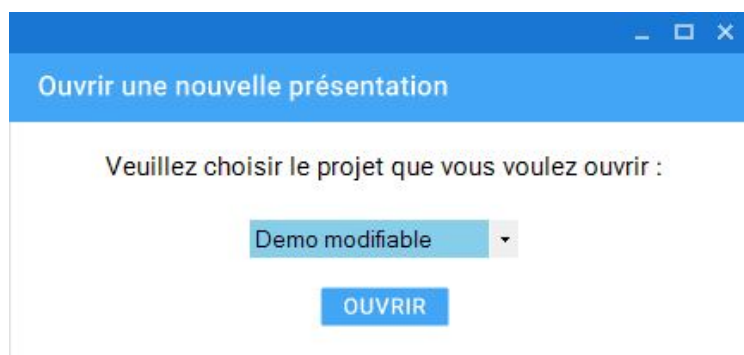 Ouvrir une nouvelle présentation
Veuillez choisir le projet que vous voulez ouvrir :
Demo modifiable
OUVRIR